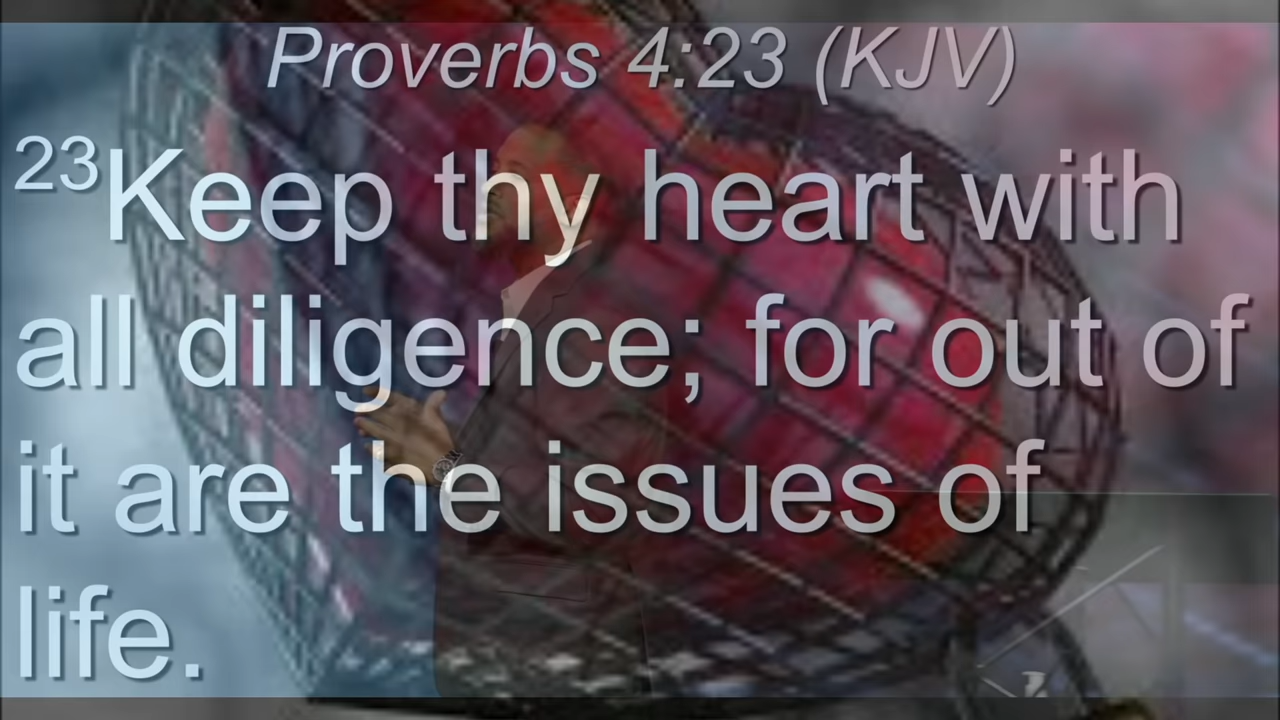 Proverbs 4:23 (KJV)
23Keep thy heart with
all diligence; for out of
it are the issues of
life.